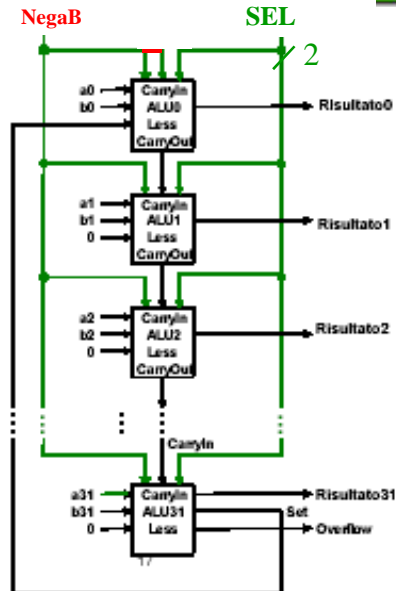 NegaB SEL
2
a0 CarryIn
b0 ALU0 Risultato0
Less
CarryOut
a1 CarryIn
b1 ALU1 Risultato1
0 Less
CarryOut
a2 CarryIn
b2 ALU2 Risultato2
0 Less
CarryOut
CarryIn
a31 CarryIn Risultato31
b31 ALU31 Set
0 Less Overflow
17